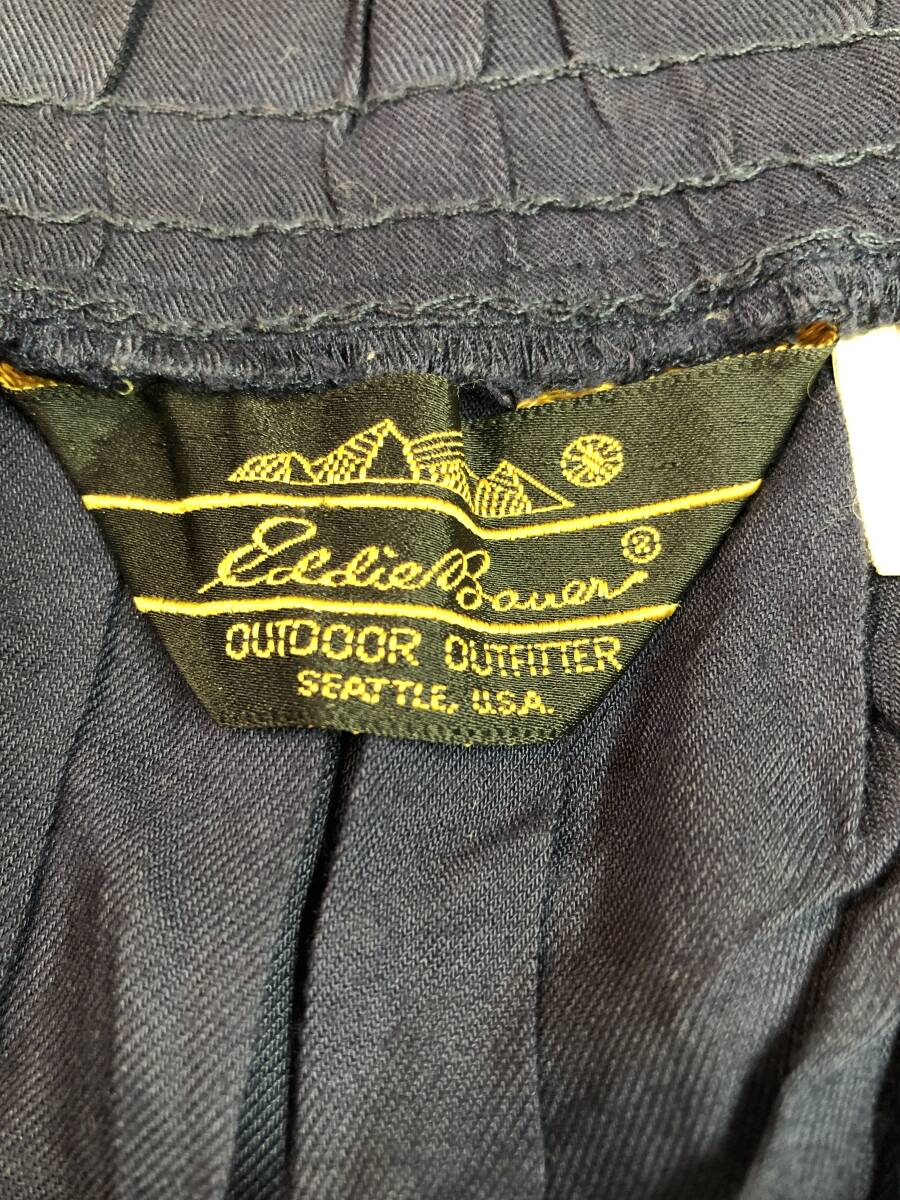 Eddie Bauer®
OUTDOOR OUTFITTER
SEATTLE, U.S.A.